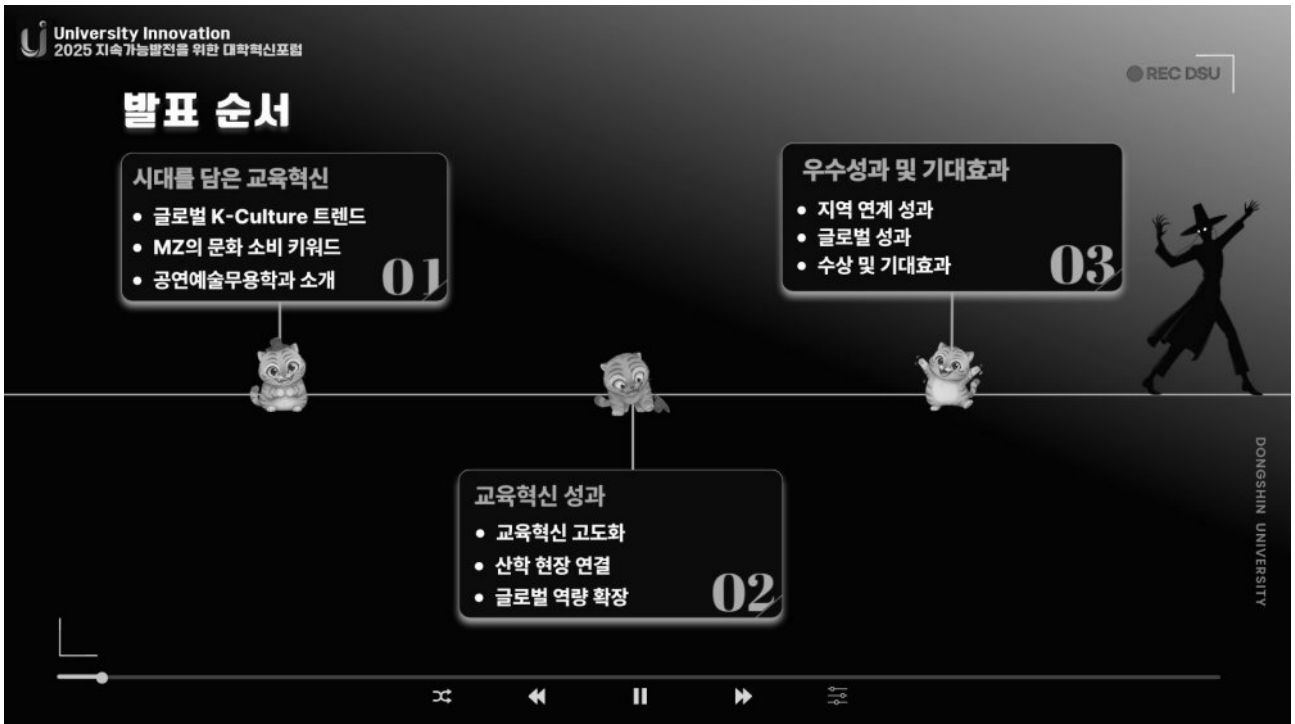 University Innovation
2025 지속가능발전을 위한 대학혁신포럼
REC DSU
발표 순서
시대를 담은 교육혁신
• 글로벌 K-Culture 트렌드
• MZ의 문화 소비 키워드
• 공연예술무용학과 소개
01
교육혁신 성과
• 교육혁신 고도화
• 산학 현장 연결
• 글로벌 역량 확장
02
우수성과 및 기대효과
• 지역 연계 성과
• 글로벌 성과
• 수상 및 기대효과
03
DONGSHIN UNIVERSITY